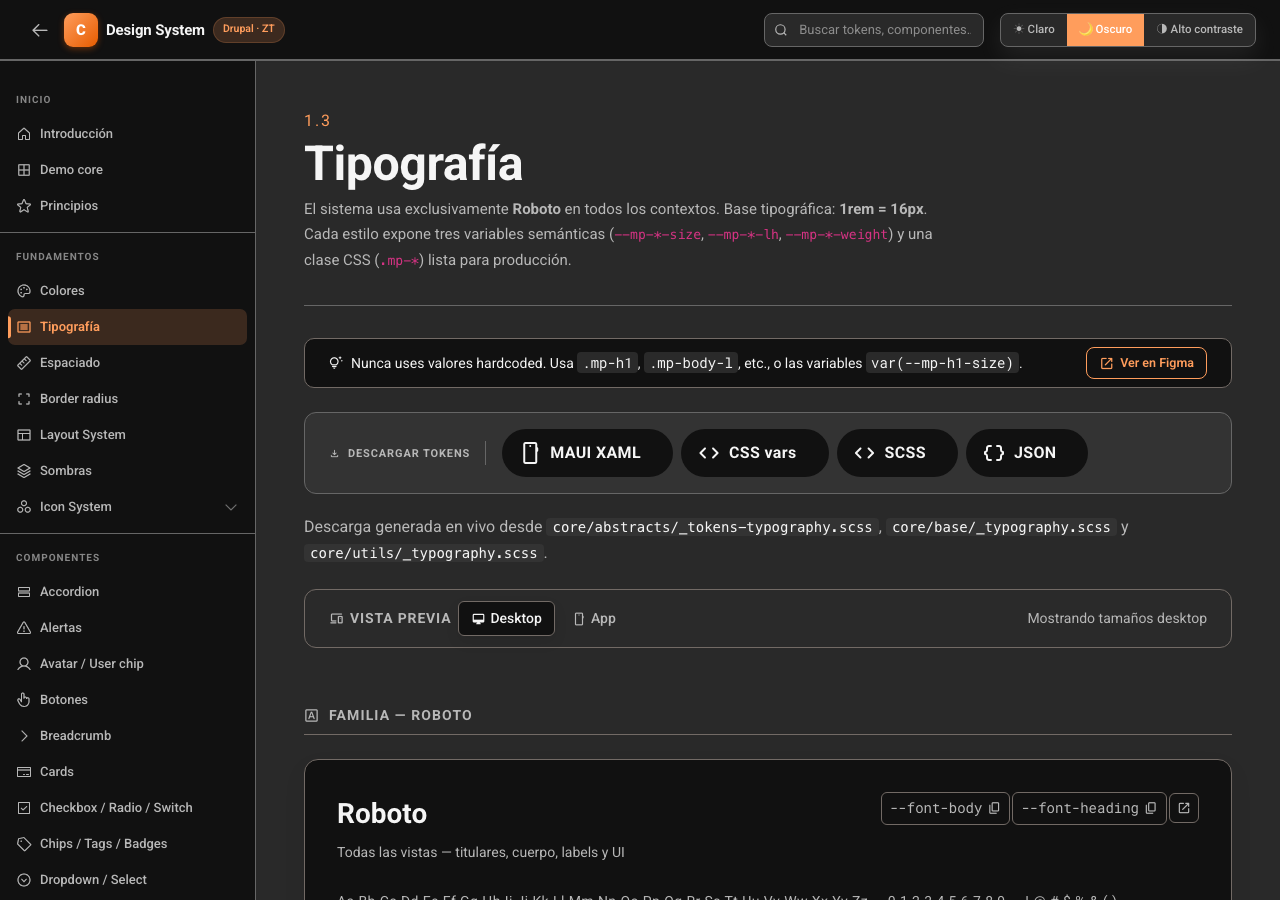 C Design System Drupal · ZT
Buscar tokens, componentes..
Claro Oscuro Alto contraste
INICIO
Introducción
Demo core
Principios
FUNDAMENTOS
Colores
Tipografía
Espaciado
Border radius
Layout System
Sombras
Icon System
COMPONENTES
Accordion
Alertas
Avatar / User chip
Botones
Breadcrumb
Cards
Checkbox / Radio / Switch
Chips / Tags / Badges
Dropdown / Select
1.3
Tipografía
El sistema usa exclusivamente Roboto en todos los contextos. Base tipográfica: 1rem = 16px.
Cada estilo expone tres variables semánticas (--mp-*-size, --mp-*-lh, --mp-*-weight) y una
clase CSS (.mp-*) lista para producción.
Nunca uses valores hardcoded. Usa .mp-h1, .mp-body-l, etc., o las variables var(--mp-h1-size).
Ver en Figma
DESCARGAR TOKENS MAUI XAML CSS vars SCSS JSON
Descarga generada en vivo desde core/abstracts/_tokens-typography.scss, core/base/_typography.scss y
core/utils/_typography.scss.
VISTA PREVIA Desktop App Mostrando tamaños desktop
FAMILIA — ROBOTO
Roboto
--font-body --font-heading
Todas las vistas — titulares, cuerpo, labels y UI